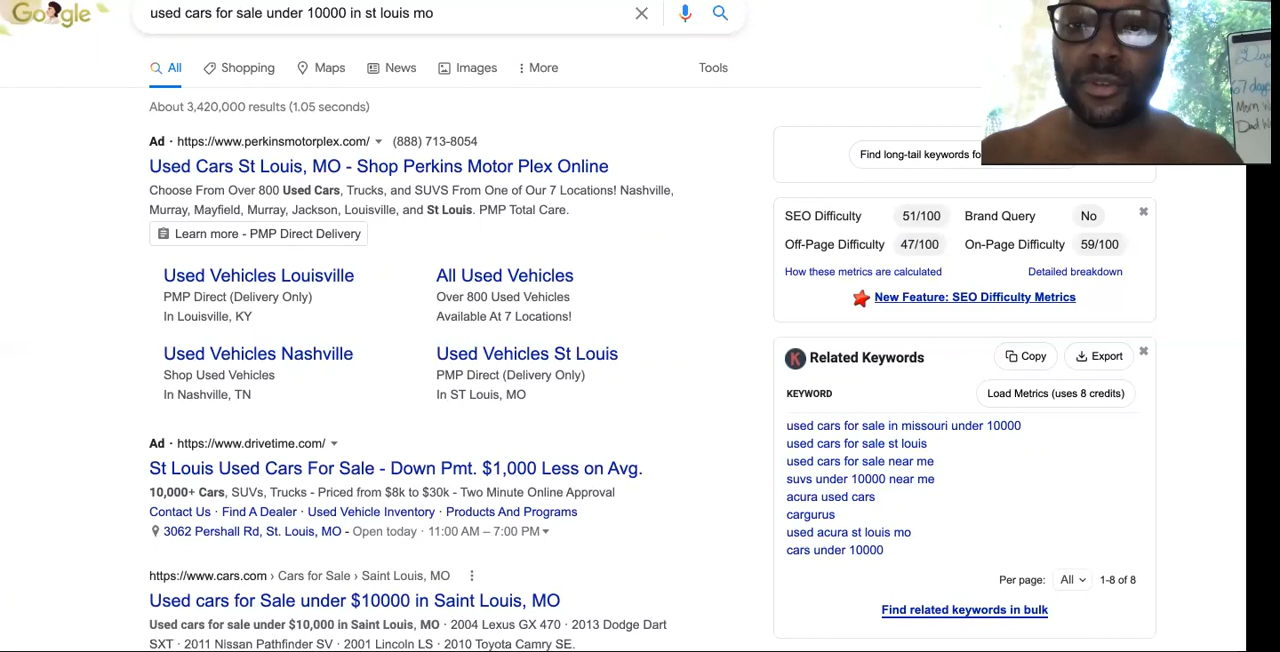 Google
used cars for sale under 10000 in st louis mo
All Shopping Maps News Images More Tools
About 3,420,000 results (1.05 seconds)
Ad · https://www.perkinsmotorplex.com/ (888) 713-8054
Used Cars St Louis, MO - Shop Perkins Motor Plex Online
Choose From Over 800 Used Cars, Trucks, and SUVS From One of Our 7 Locations! Nashville,
Murray, Mayfield, Murray, Jackson, Louisville, and St Louis. PMP Total Care.
Learn more - PMP Direct Delivery
Used Vehicles Louisville
PMP Direct (Delivery Only)
In Louisville, KY
All Used Vehicles
Over 800 Used Vehicles
Available At 7 Locations!
Used Vehicles Nashville
Shop Used Vehicles
In Nashville, TN
Used Vehicles St Louis
PMP Direct (Delivery Only)
In ST Louis, MO
Ad · https://www.drivetime.com/
St Louis Used Cars For Sale - Down Pmt. $1,000 Less on Avg.
10,000+ Cars, SUVs, Trucks - Priced from $8k to $30k - Two Minute Online Approval
Contact Us · Find A Dealer · Used Vehicle Inventory · Products And Programs
3062 Pershall Rd, St. Louis, MO - Open today · 11:00 AM – 7:00 PM
https://www.cars.com › Cars for Sale › Saint Louis, MO
Used cars for Sale under $10000 in Saint Louis, MO
Used cars for sale under $10,000 in Saint Louis, MO · 2004 Lexus GX 470 · 2013 Dodge Dart
SXT · 2011 Nissan Pathfinder SV · 2001 Lincoln LS · 2010 Toyota Camry SE.
Find long-tail keywords fo
SEO Difficulty 51/100 Brand Query No
Off-Page Difficulty 47/100 On-Page Difficulty 59/100
How these metrics are calculated Detailed breakdown
New Feature: SEO Difficulty Metrics
K Related Keywords Copy Export
KEYWORD Load Metrics (uses 8 credits)
used cars for sale in missouri under 10000
used cars for sale st louis
used cars for sale near me
suvs under 10000 near me
acura used cars
cargurus
used acura st louis mo
cars under 10000
Per page: All 1-8 of 8
Find related keywords in bulk
67 days
Mom
Dad